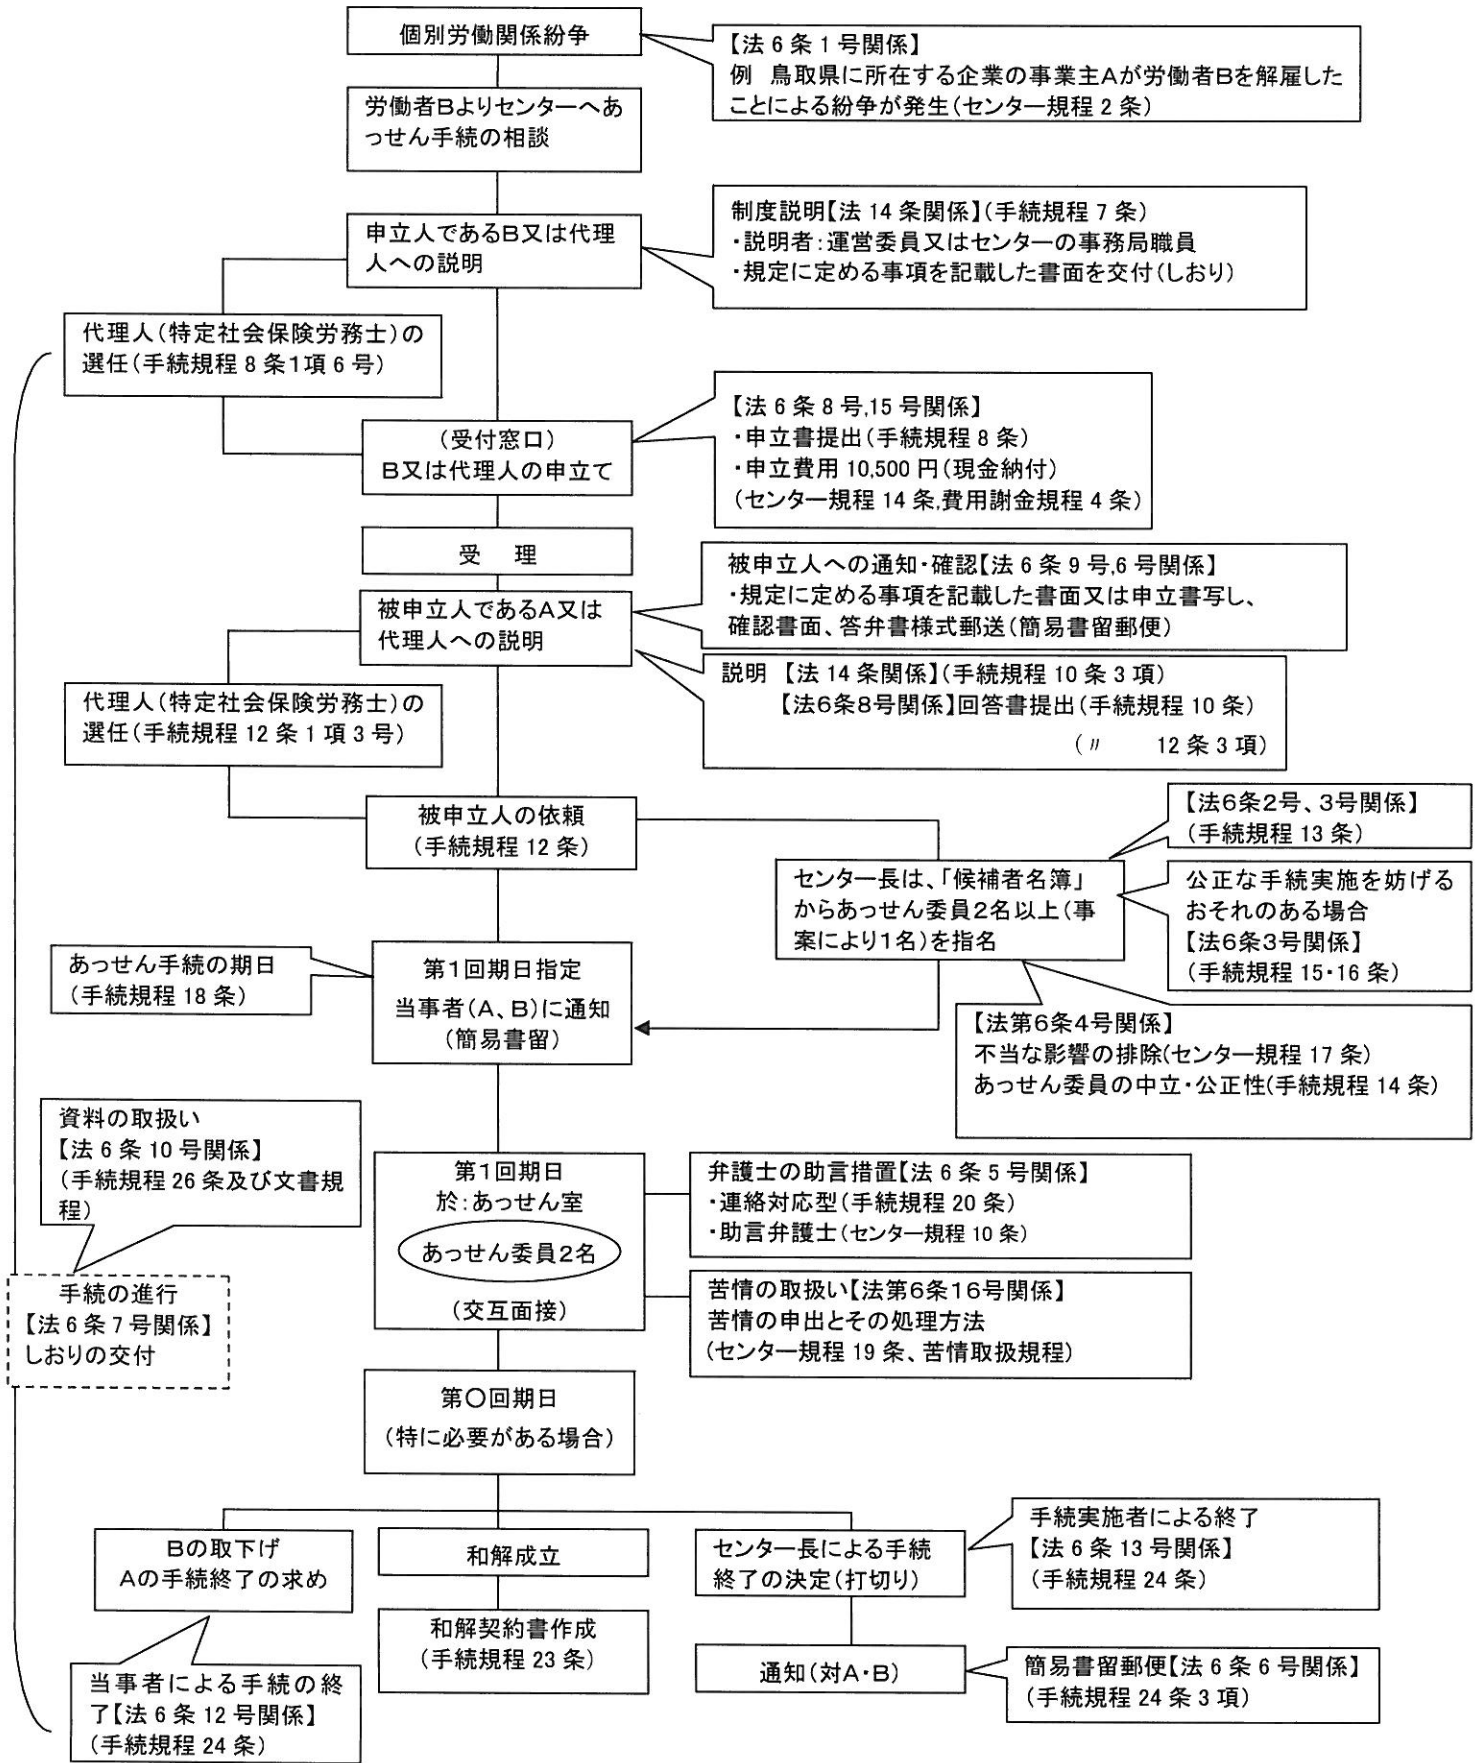 個別労働関係紛争
【法6条1号関係】
例 鳥取県に所在する企業の事業主Aが労働者Bを解雇した
ことによる紛争が発生(センター規程2条)
労働者Bよりセンターへあ
っせん手続の相談
申立人であるB又は代理
人への説明
制度説明【法14条関係】(手続規程7条)
・説明者:運営委員又はセンターの事務局職員
・規定に定める事項を記載した書面を交付(しおり)
代理人(特定社会保険労務士)の
選任(手続規程8条1項6号)
(受付窓口)
B又は代理人の申立て
【法6条8号,15号関係】
・申立書提出(手続規程8条)
・申立費用10,500円(現金納付)
(センター規程14条,費用謝金規程4条)
受 理
被申立人であるA又は
代理人への説明
被申立人への通知・確認【法6条9号,6号関係】
・規定に定める事項を記載した書面又は申立書写し、
確認書面、答弁書様式郵送(簡易書留郵便)
説明 【法14条関係】(手続規程10条3項)
【法6条8号関係】回答書提出(手続規程10条)
(〃 12条3項)
代理人(特定社会保険労務士)の
選任(手続規程12条1項3号)
被申立人の依頼
(手続規程12条)
【法6条2号、3号関係】
(手続規程13条)
センター長は、「候補者名簿」
からあっせん委員2名以上(事
案により1名)を指名
公正な手続実施を妨げる
おそれのある場合
【法6条3号関係】
(手続規程15・16条)
あっせん手続の期日
(手続規程18条)
第1回期日指定
当事者(A、B)に通知
(簡易書留)
【法第6条4号関係】
不当な影響の排除(センター規程17条)
あっせん委員の中立・公正性(手続規程14条)
資料の取扱い
【法6条10号関係】
(手続規程26条及び文書規
程)
第1回期日
於:あっせん室
あっせん委員2名
(交互面接)
弁護士の助言措置【法6条5号関係】
・連絡対応型(手続規程20条)
・助言弁護士(センター規程10条)
苦情の取扱い【法第6条16号関係】
苦情の申出とその処理方法
(センター規程19条、苦情取扱規程)
手続の進行
【法6条7号関係】
しおりの交付
第〇回期日
(特に必要がある場合)
Bの取下げ
Aの手続終了の求め
和解成立
センター長による手続
終了の決定(打切り)
手続実施者による終了
【法6条13号関係】
(手続規程24条)
和解契約書作成
(手続規程23条)
通知(対A・B)
簡易書留郵便【法6条6号関係】
(手続規程24条3項)
当事者による手続の終
了【法6条12号関係】
(手続規程24条)